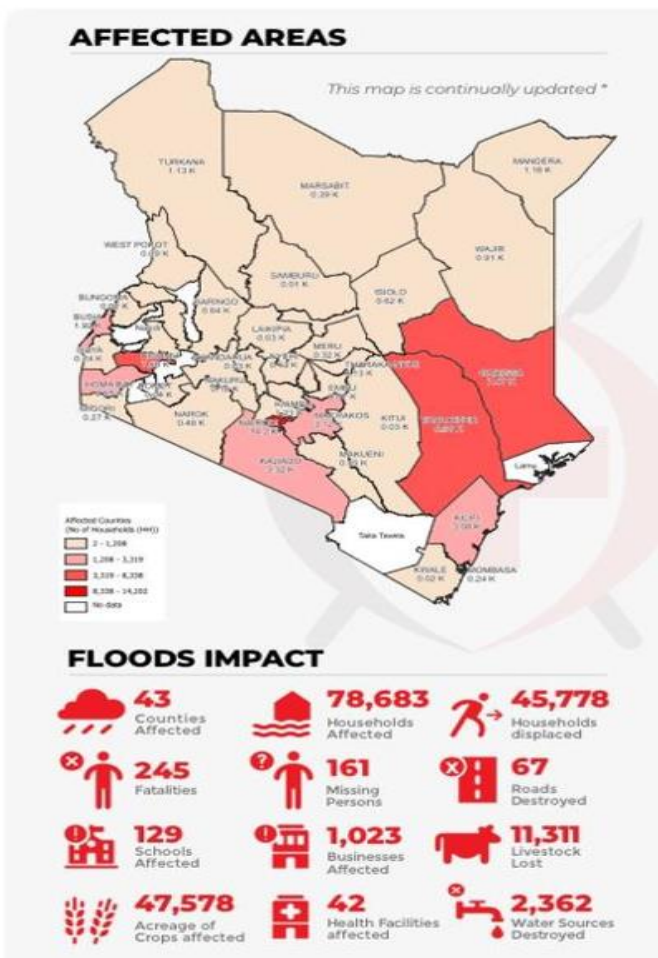 AFFECTED AREAS
This map is continually updated *
TURKANA
1.13 K
MARSABIT
0.39 K
MANDERA
WAJIR
0.91 K
WEST POKOT
SAMBURU
0.01 K
ISIOLO
0.62 K
BUNGOMA
BARINGO
0.64 K
BUSIA
LAIKIPIA
0.03 K
MERU
0.32 K
GARISSA
HOMA BAY
NAKURU
EMBU
MIGORI
0.27 K
NAROK
0.48 K
KITUI
0.03 K
MAKUENI
KAJIADO
Lamu
Taita Taveta
KILIFI
KWALE
0.02 K
MOMBASA
0.24 K
Affected Counties
(No of Households (HH))
2 - 1,208
1,208 - 3,319
3,319 - 8,338
8,338 - 14,202
No data
FLOODS IMPACT
43
Counties
Affected
78,683
Households
Affected
45,778
Households
displaced
245
Fatalities
161
Missing
Persons
67
Roads
Destroyed
129
Schools
Affected
1,023
Businesses
Affected
11,311
Livestock
Lost
47,578
Acreage of
Crops affected
42
Health Facilities
affected
2,362
Water Sources
Destroyed